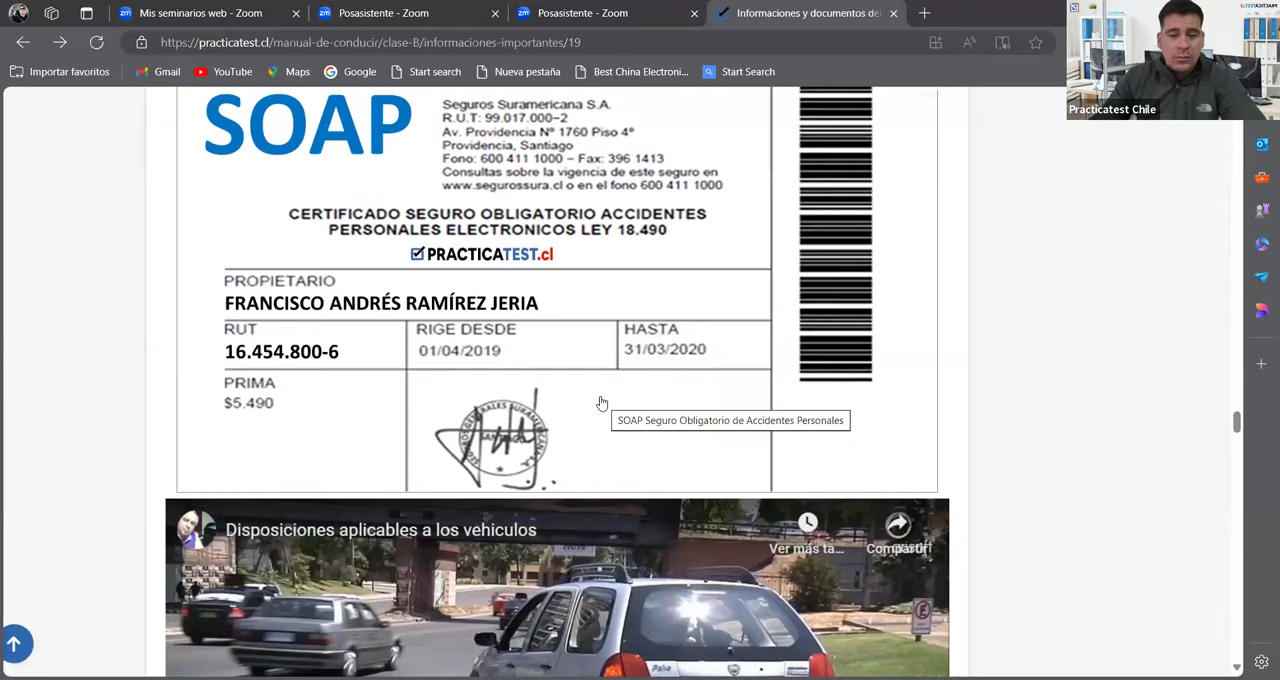 Mis seminarios web - Zoom
Posasistente - Zoom
Posasistente - Zoom
Informaciones y documentos del
https://practicatest.cl/manual-de-conducir/clase-B/informaciones-importantes/19
Importar favoritos
Gmail
YouTube
Maps
Google
Start search
Nueva pestaña
Best China Electroni...
Start Search
Practicatest Chile
SOAP
Seguros Suramericana S.A.
R.U.T: 99.017.000-2
Av. Providencia Nº 1760 Piso 4º
Providencia, Santiago
Fono: 600 411 1000 - Fax: 396 1413
Consultas sobre la vigencia de este seguro en
www.segurossura.cl o en el fono 600 411 1000
CERTIFICADO SEGURO OBLIGATORIO ACCIDENTES
PERSONALES ELECTRONICOS LEY 18.490
PRACTICATEST.cl
PROPIETARIO
FRANCISCO ANDRÉS RAMÍREZ JERIA
RUT
RIGE DESDE
HASTA
16.454.800-6
01/04/2019
31/03/2020
PRIMA
$5.490
SOAP Seguro Obligatorio de Accidentes Personales
SANTIAGO
Disposiciones aplicables a los vehiculos
Ver más ta...
Compartir
Palio